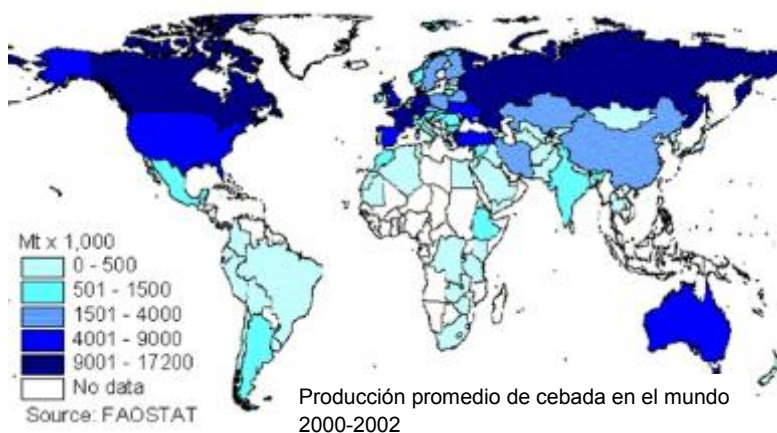 Mt x 1,000
0 - 500
501 - 1500
1501 - 4000
4001 - 9000
9001 - 17200
No data
Source: FAOSTAT
Producción promedio de cebada en el mundo
2000-2002